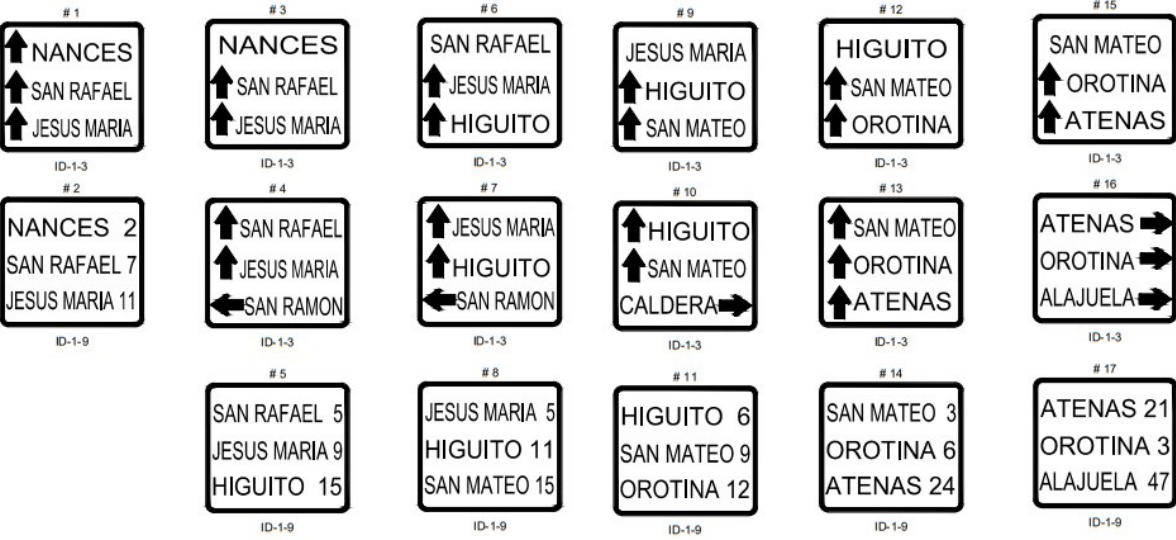 # 1
NANCES
SAN RAFAEL
JESUS MARIA
ID-1-3
# 2
NANCES 2
SAN RAFAEL 7
JESUS MARIA 11
ID-1-9
# 3
NANCES
SAN RAFAEL
JESUS MARIA
ID-1-3
# 4
SAN RAFAEL
JESUS MARIA
SAN RAMON
ID-1-3
# 5
SAN RAFAEL 5
JESUS MARIA 9
HIGUITO 15
ID-1-9
# 6
SAN RAFAEL
JESUS MARIA
HIGUITO
ID-1-3
# 7
JESUS MARIA
HIGUITO
SAN RAMON
ID-1-3
# 8
JESUS MARIA 5
HIGUITO 11
SAN MATEO 15
ID-1-9
# 9
JESUS MARIA
HIGUITO
SAN MATEO
ID-1-3
# 10
HIGUITO
SAN MATEO
CALDERA
ID-1-3
# 11
HIGUITO 6
SAN MATEO 9
OROTINA 12
ID-1-9
# 12
HIGUITO
SAN MATEO
OROTINA
ID-1-3
# 13
SAN MATEO
OROTINA
ATENAS
ID-1-3
# 14
SAN MATEO 3
OROTINA 6
ATENAS 24
ID-1-9
# 15
SAN MATEO
OROTINA
ATENAS
ID-1-3
# 16
ATENAS
OROTINA
ALAJUELA
ID-1-3
# 17
ATENAS 21
OROTINA 3
ALAJUELA 47
ID-1-9